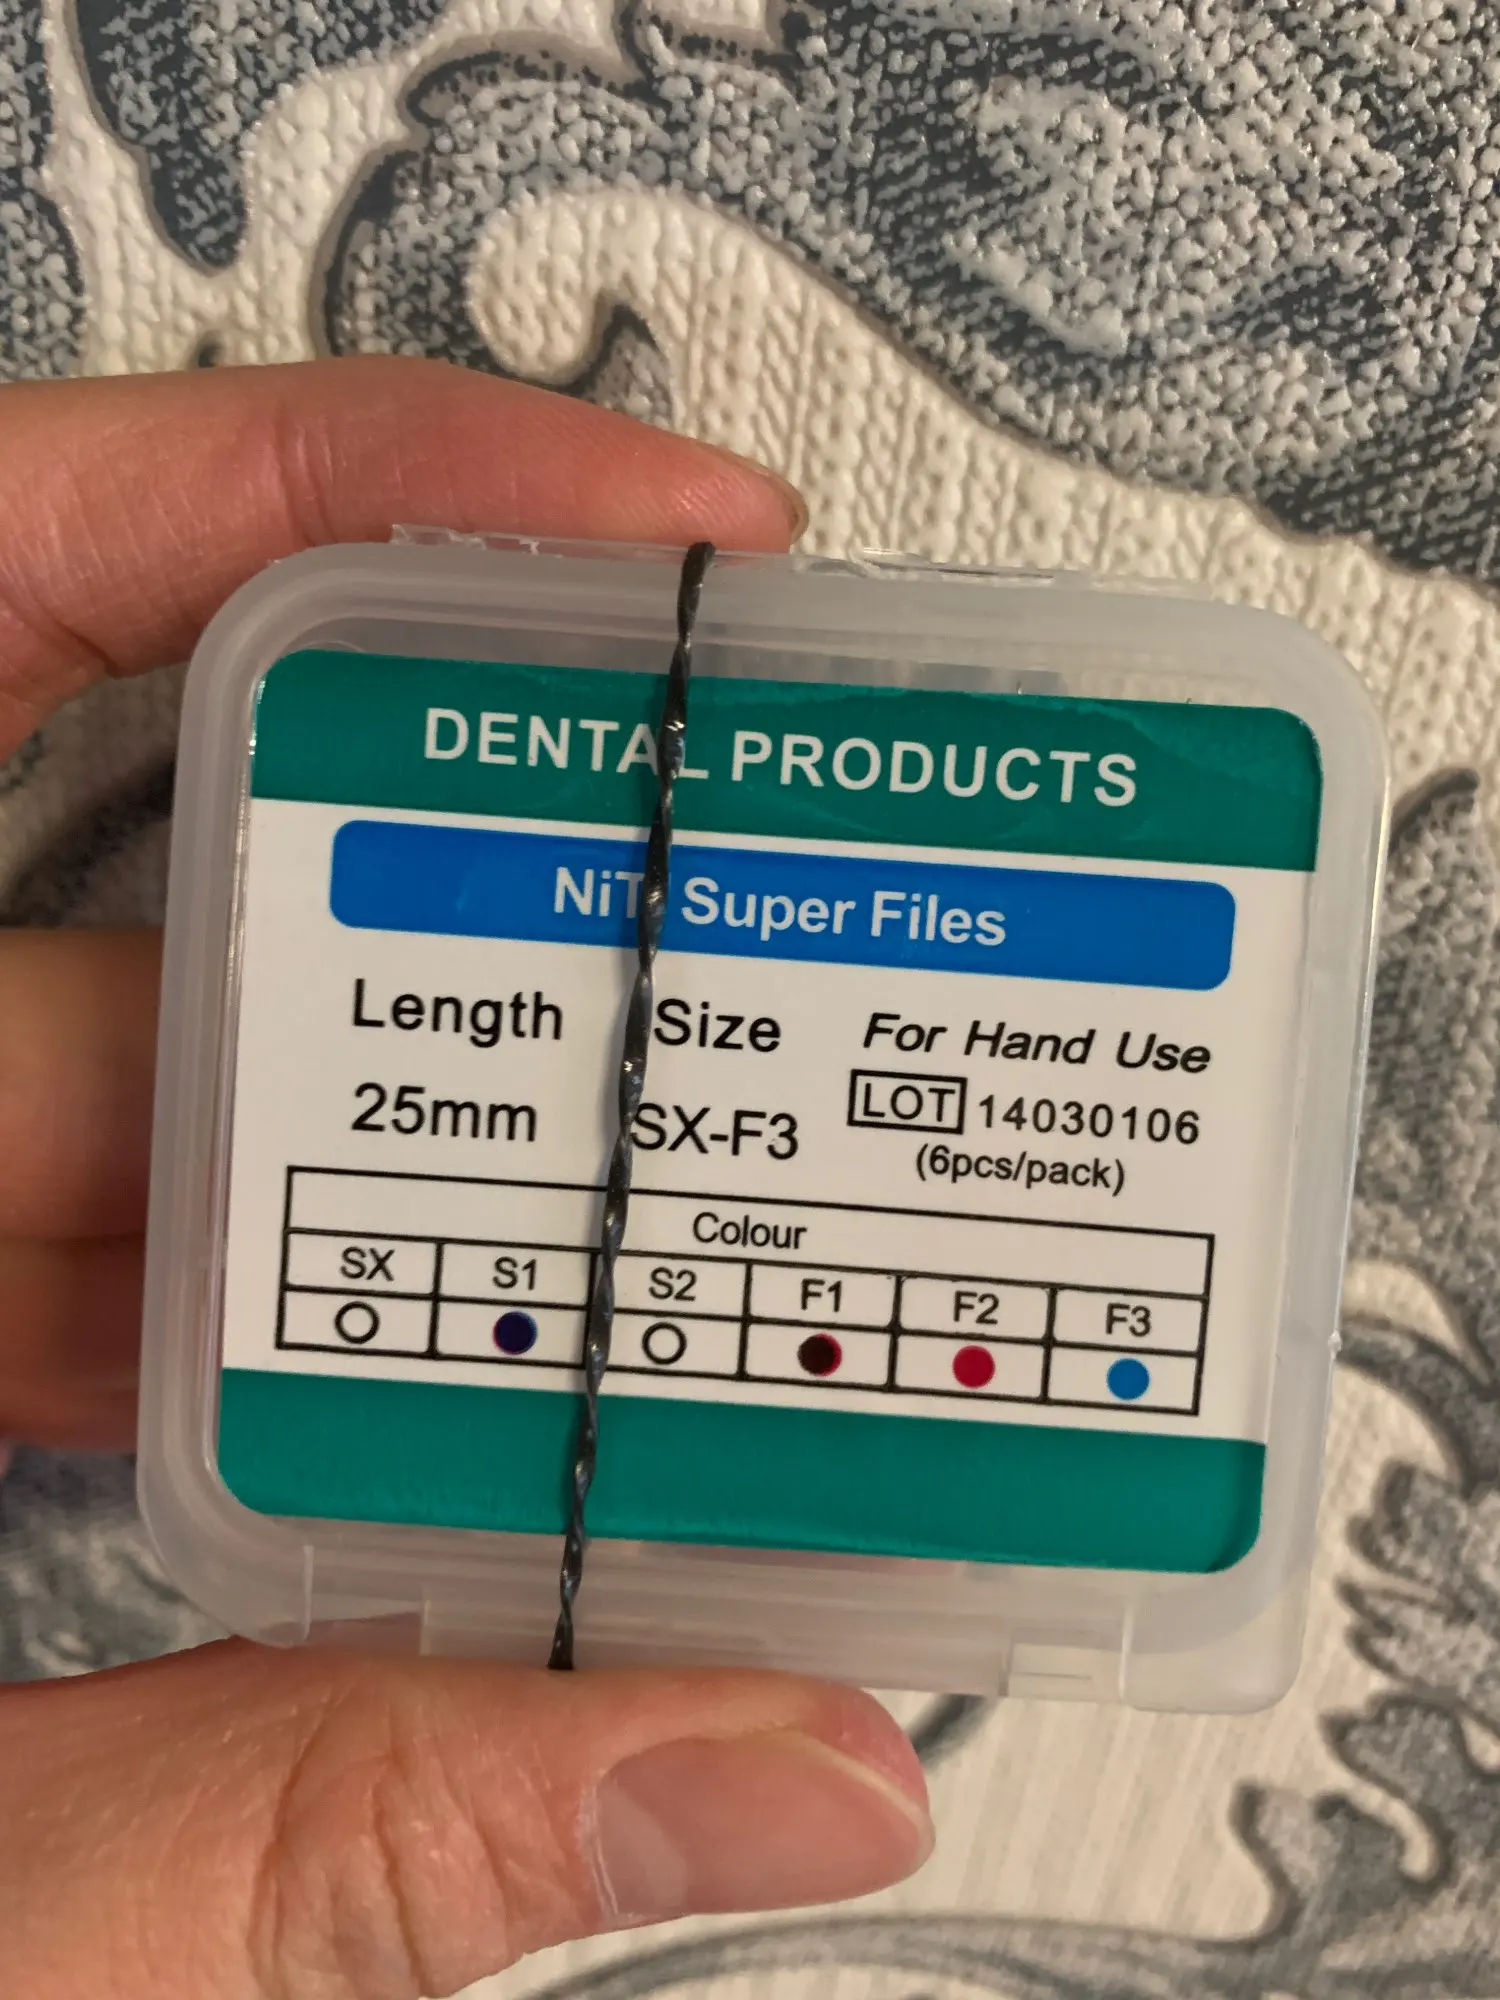 DENTAL PRODUCTS
NiTi Super Files
Length Size For Hand Use
25mm SX-F3 LOT 14030106
(6pcs/pack)
Colour
SX S1 S2 F1 F2 F3